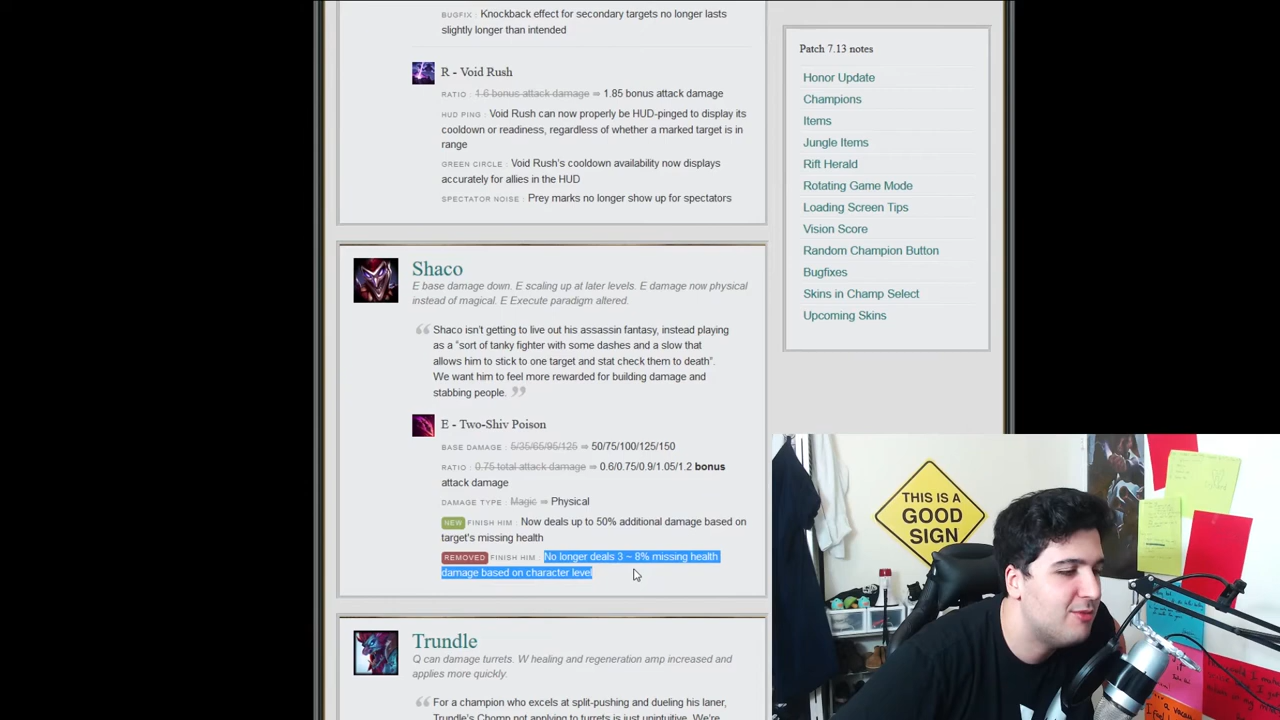 BUGFIX : Knockback effect for secondary targets no longer lasts
slightly longer than intended
R - Void Rush
RATIO : 1.6 bonus attack damage ⇒ 1.85 bonus attack damage
HUD PING : Void Rush can now properly be HUD-pinged to display its
cooldown or readiness, regardless of whether a marked target is in
range
GREEN CIRCLE : Void Rush's cooldown availability now displays
accurately for allies in the HUD
SPECTATOR NOISE : Prey marks no longer show up for spectators
Shaco
E base damage down. E scaling up at later levels. E damage now physical
instead of magical. E Execute paradigm altered.
“ Shaco isn't getting to live out his assassin fantasy, instead playing
as a "sort of tanky fighter with some dashes and a slow that
allows him to stick to one target and stat check them to death".
We want him to feel more rewarded for building damage and
stabbing people. ”
E - Two-Shiv Poison
BASE DAMAGE : 5/35/65/95/125 ⇒ 50/75/100/125/150
RATIO : 0.75 total attack damage ⇒ 0.6/0.75/0.9/1.05/1.2 bonus
attack damage
DAMAGE TYPE : Magic ⇒ Physical
NEW FINISH HIM : Now deals up to 50% additional damage based on
target's missing health
REMOVED FINISH HIM : No longer deals 3 ~ 8% missing health
damage based on character level
Trundle
Q can damage turrets. W healing and regeneration amp increased and
applies more quickly.
“ For a champion who excels at split-pushing and dueling his laner,
Trundle's Chomp not applying to turrets is just unintuitive. We're
Patch 7.13 notes
Honor Update
Champions
Items
Jungle Items
Rift Herald
Rotating Game Mode
Loading Screen Tips
Vision Score
Random Champion Button
Bugfixes
Skins in Champ Select
Upcoming Skins
THIS IS A
GOOD
SIGN